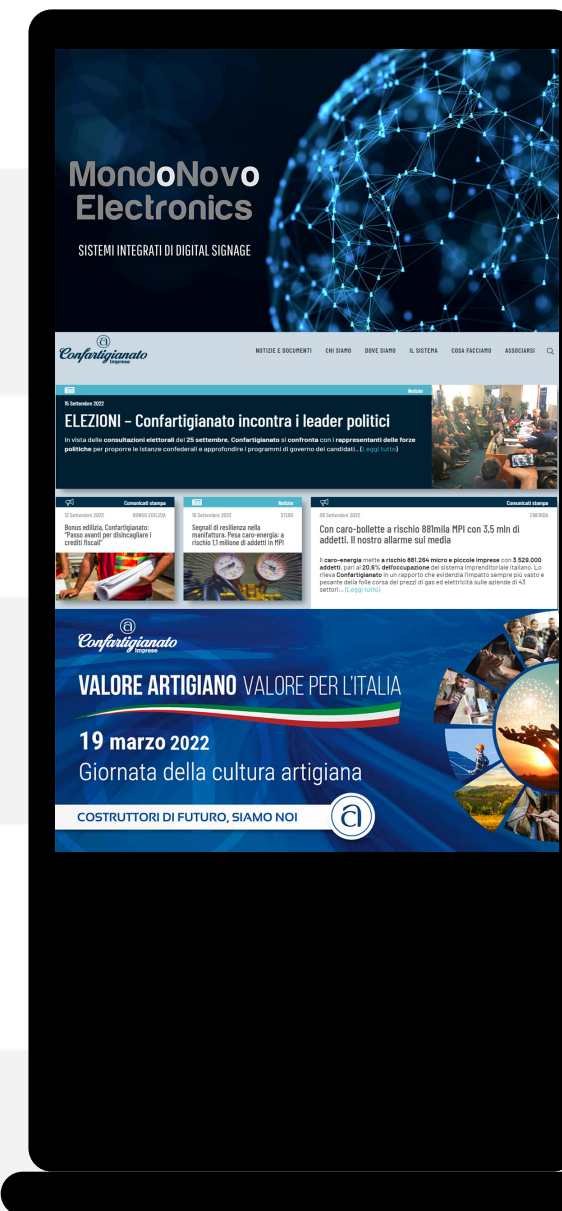 MondoNovo
Electronics
SISTEMI INTEGRATI DI DIGITAL SIGNAGE
Confartigianato
Imprese
NOTIZIE E DOCUMENTI CHI SIAMO DOVE SIAMO IL SISTEMA COSA FACCIAMO ASSOCIARSI
Notizie
15 Settembre 2022
ELEZIONI – Confartigianato incontra i leader politici
In vista delle consultazioni elettorali del 25 settembre, Confartigianato si confronta con i rappresentanti delle forze
politiche per proporre le istanze confederali e approfondire i programmi di governo dei candidati... (Leggi tutto)
Comunicati stampa
13 Settembre 2022 BONUS EDILIZIA
Bonus edilizia, Confartigianato:
"Passo avanti per disincagliare i
crediti fiscali"
Notizie
15 Settembre 2022 STUDI
Segnali di resilienza nella
manifattura. Pesa caro-energia: a
rischio 1,1 milione di addetti in MPI
Comunicati stampa
08 Settembre 2022 ENERGIA
Con caro-bollette a rischio 881mila MPI con 3,5 mln di
addetti. Il nostro allarme sui media
Il caro-energia mette a rischio 881.264 micro e piccole imprese con 3.529.000
addetti, pari al 20,6% dell'occupazione del sistema imprenditoriale italiano. Lo
rileva Confartigianato in un rapporto che evidenzia l'impatto sempre più vasto e
pesante della folle corsa dei prezzi di gas ed elettricità sulle aziende di 43
settori... (Leggi tutto)
Confartigianato
Imprese
VALORE ARTIGIANO VALORE PER L'ITALIA
19 marzo 2022
Giornata della cultura artigiana
COSTRUTTORI DI FUTURO, SIAMO NOI